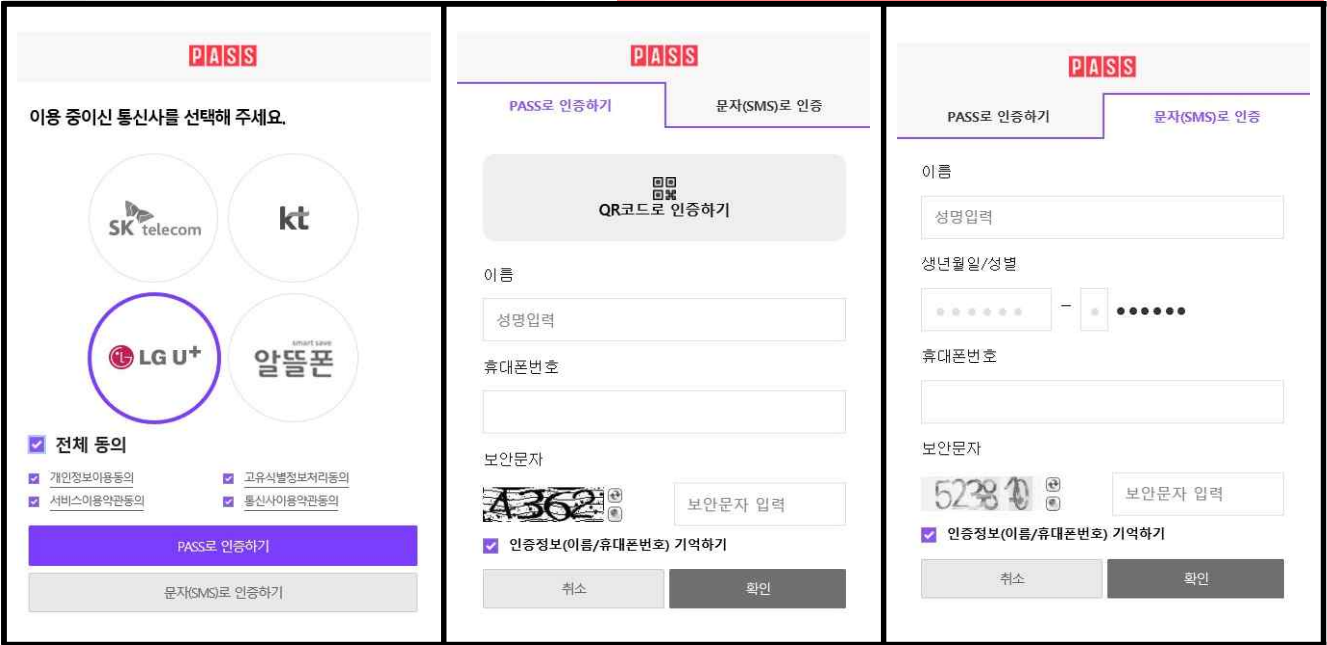 PASS
이용 중이신 통신사를 선택해 주세요.
SK telecom
kt
LG U+
smart save
알뜰폰
전체 동의
개인정보이용동의
고유식별정보처리동의
서비스이용약관동의
통신사이용약관동의
PASS로 인증하기
문자(SMS)로 인증하기
PASS
PASS로 인증하기
문자(SMS)로 인증
QR코드로 인증하기
이름
성명입력
휴대폰번호
보안문자
4362
보안문자 입력
인증정보(이름/휴대폰번호) 기억하기
취소
확인
PASS
PASS로 인증하기
문자(SMS)로 인증
이름
성명입력
생년월일/성별
–
휴대폰번호
보안문자
보안문자 입력
인증정보(이름/휴대폰번호) 기억하기
취소
확인